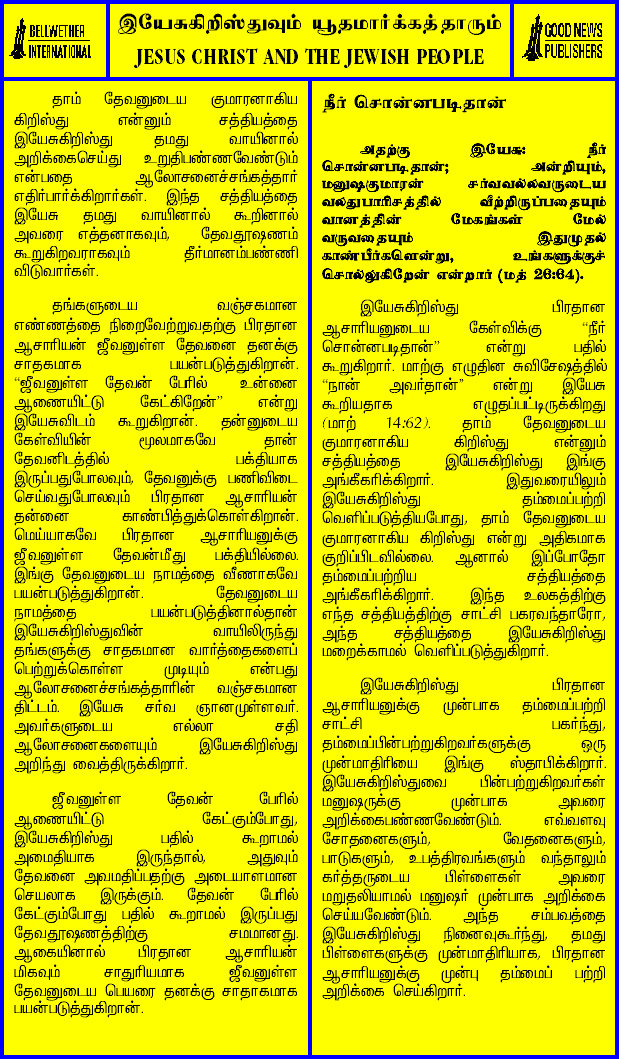 BELLWETHER
INTERNATIONAL
இயேசுகிறிஸ்துவும் யூதமார்க்கத்தாரும்
JESUS CHRIST AND THE JEWISH PEOPLE
GOOD NEWS
PUBLISHERS
தாம் தேவனுடைய குமாரனாகிய
கிறிஸ்து என்னும் சத்தியத்தை
இயேசுகிறிஸ்து தமது வாயினால்
அறிக்கைசெய்து உறுதிபண்ணவேண்டும்
என்பதை ஆலோசனைச்சங்கத்தார்
எதிர்பார்க்கிறார்கள். இந்த சத்தியத்தை
இயேசு தமது வாயினால் கூறினால்
அவரை எத்தனாகவும், தேவதூஷணம்
கூறுகிறவராகவும் தீர்மானம்பண்ணி
விடுவார்கள்.
தங்களுடைய வஞ்சகமான
எண்ணத்தை நிறைவேற்றுவதற்கு பிரதான
ஆசாரியன் ஜீவனுள்ள தேவனை தனக்கு
சாதகமாக பயன்படுத்துகிறான்.
“ஜீவனுள்ள தேவன் பேரில் உன்னை
ஆணையிட்டு கேட்கிறேன்” என்று
இயேசுவிடம் கூறுகிறான். தன்னுடைய
கேள்வியின் மூலமாகவே தான்
தேவனிடத்தில் பக்தியாக
இருப்பதுபோலவும், தேவனுக்கு பணிவிடை
செய்வதுபோலவும் பிரதான ஆசாரியன்
தன்னை காண்பித்துக்கொள்கிறான்.
மெய்யாகவே பிரதான ஆசாரியனுக்கு
ஜீவனுள்ள தேவன்மீது பக்தியில்லை.
இங்கு தேவனுடைய நாமத்தை வீணாகவே
பயன்படுத்துகிறான். தேவனுடைய
நாமத்தை பயன்படுத்தினால்தான்
இயேசுகிறிஸ்துவின் வாயிலிருந்து
தங்களுக்கு சாதகமான வார்த்தைகளைப்
பெற்றுக்கொள்ள முடியும் என்பது
ஆலோசனைச்சங்கத்தாரின் வஞ்சகமான
திட்டம். இயேசு சர்வ ஞானமுள்ளவர்.
அவர்களுடைய எல்லா சதி
ஆலோசனைகளையும் இயேசுகிறிஸ்து
அறிந்து வைத்திருக்கிறார்.
ஜீவனுள்ள தேவன் பேரில்
ஆணையிட்டு கேட்கும்போது,
இயேசுகிறிஸ்து பதில் கூறாமல்
அமைதியாக இருந்தால், அதுவும்
தேவனை அவமதிப்பதற்கு அடையாளமான
செயலாக இருக்கும். தேவன் பேரில்
கேட்கும்போது பதில் கூறாமல் இருப்பது
தேவதூஷணத்திற்கு சமமானது.
ஆகையினால் பிரதான ஆசாரியன்
மிகவும் சாதுரியமாக ஜீவனுள்ள
தேவனுடைய பெயரை தனக்கு சாதாகமாக
பயன்படுத்துகிறான்.
நீர் சொன்னபடிதான்
அதற்கு இயேசு: நீர்
சொன்னபடிதான்; அன்றியும்,
மனுஷகுமாரன் சர்வவல்லவருடைய
வலதுபாரிசத்தில் வீற்றிருப்பதையும்
வானத்தின் மேகங்கள் மேல்
வருவதையும் இதுமுதல்
காண்பீர்களென்று, உங்களுக்குச்
சொல்லுகிறேன் என்றார் (மத் 26:64).
இயேசுகிறிஸ்து பிரதான
ஆசாரியனுடைய கேள்விக்கு “நீர்
சொன்னபடிதான்” என்று பதில்
கூறுகிறார். மாற்கு எழுதின சுவிசேஷத்தில்
“நான் அவர்தான்” என்று இயேசு
கூறியதாக எழுதப்பட்டிருக்கிறது
(மாற் 14:62). தாம் தேவனுடைய
குமாரனாகிய கிறிஸ்து என்னும்
சத்தியத்தை இயேசுகிறிஸ்து இங்கு
அங்கீகரிக்கிறார். இதுவரையிலும்
இயேசுகிறிஸ்து தம்மைப்பற்றி
வெளிப்படுத்தியபோது, தாம் தேவனுடைய
குமாரனாகிய கிறிஸ்து என்று அதிகமாக
குறிப்பிடவில்லை. ஆனால் இப்போதோ
தம்மைப்பற்றிய சத்தியத்தை
அங்கீகரிக்கிறார். இந்த உலகத்திற்கு
எந்த சத்தியத்திற்கு சாட்சி பகரவந்தாரோ,
அந்த சத்தியத்தை இயேசுகிறிஸ்து
மறைக்காமல் வெளிப்படுத்துகிறார்.
இயேசுகிறிஸ்து பிரதான
ஆசாரியனுக்கு முன்பாக தம்மைப்பற்றி
சாட்சி பகர்ந்து,
தம்மைப்பின்பற்றுகிறவர்களுக்கு ஒரு
முன்மாதிரியை இங்கு ஸ்தாபிக்கிறார்.
இயேசுகிறிஸ்துவை பின்பற்றுகிறவர்கள்
மனுஷருக்கு முன்பாக அவரை
அறிக்கைபண்ணவேண்டும். எவ்வளவு
சோதனைகளும், வேதனைகளும்,
பாடுகளும், உபத்திரவங்களும் வந்தாலும்
கர்த்தருடைய பிள்ளைகள் அவரை
மறுதலியாமல் மனுஷர் முன்பாக அறிக்கை
செய்யவேண்டும். அந்த சம்பவத்தை
இயேசுகிறிஸ்து நினைவுகூர்ந்து, தமது
பிள்ளைகளுக்கு முன்மாதிரியாக, பிரதான
ஆசாரியனுக்கு முன்பு தம்மைப் பற்றி
அறிக்கை செய்கிறார்.